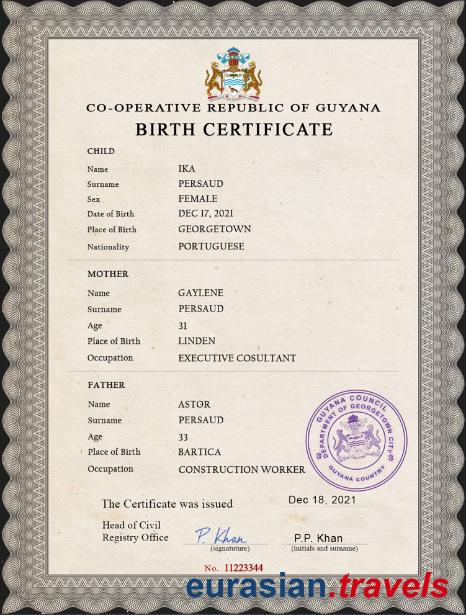 CO-OPERATIVE REPUBLIC OF GUYANA
BIRTH CERTIFICATE
CHILD
Name IKA
Surname PERSAUD
Sex FEMALE
Date of Birth DEC 17, 2021
Place of Birth GEORGETOWN
Nationality PORTUGUESE
MOTHER
Name GAYLENE
Surname PERSAUD
Age 31
Place of Birth LINDEN
Occupation EXECUTIVE COSULTANT
FATHER
Name ASTOR
Surname PERSAUD
Age 33
Place of Birth BARTICA
Occupation CONSTRUCTION WORKER
GUYANA COUNCIL
DEPARTMENT OF GEORGETOWN CITY
GUYANA COUNTRY
The Certificate was issued Dec 18, 2021
Head of Civil
Registry Office P. Khan P.P. Khan
(signatuture) (initials and surname)
No. 11223344
eurasian.travels